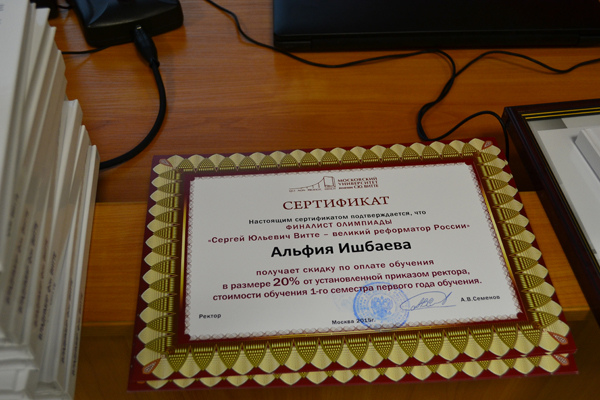 МОСКОВСКИЙ
УНИВЕРСИТЕТ
имени С.Ю.ВИТТЕ
СЕРТИФИКАТ
Настоящим сертификатом подтверждается, что
ФИНАЛИСТ ОЛИМПИАДЫ
«Сергей Юльевич Витте – великий реформатор России»
Альфия Ишбаева
получает скидку по оплате обучения
в размере 20% от установленной приказом ректора,
стоимости обучения 1-го семестра первого года обучения.
Ректор
А.В.Семенов
Москва 2015г.